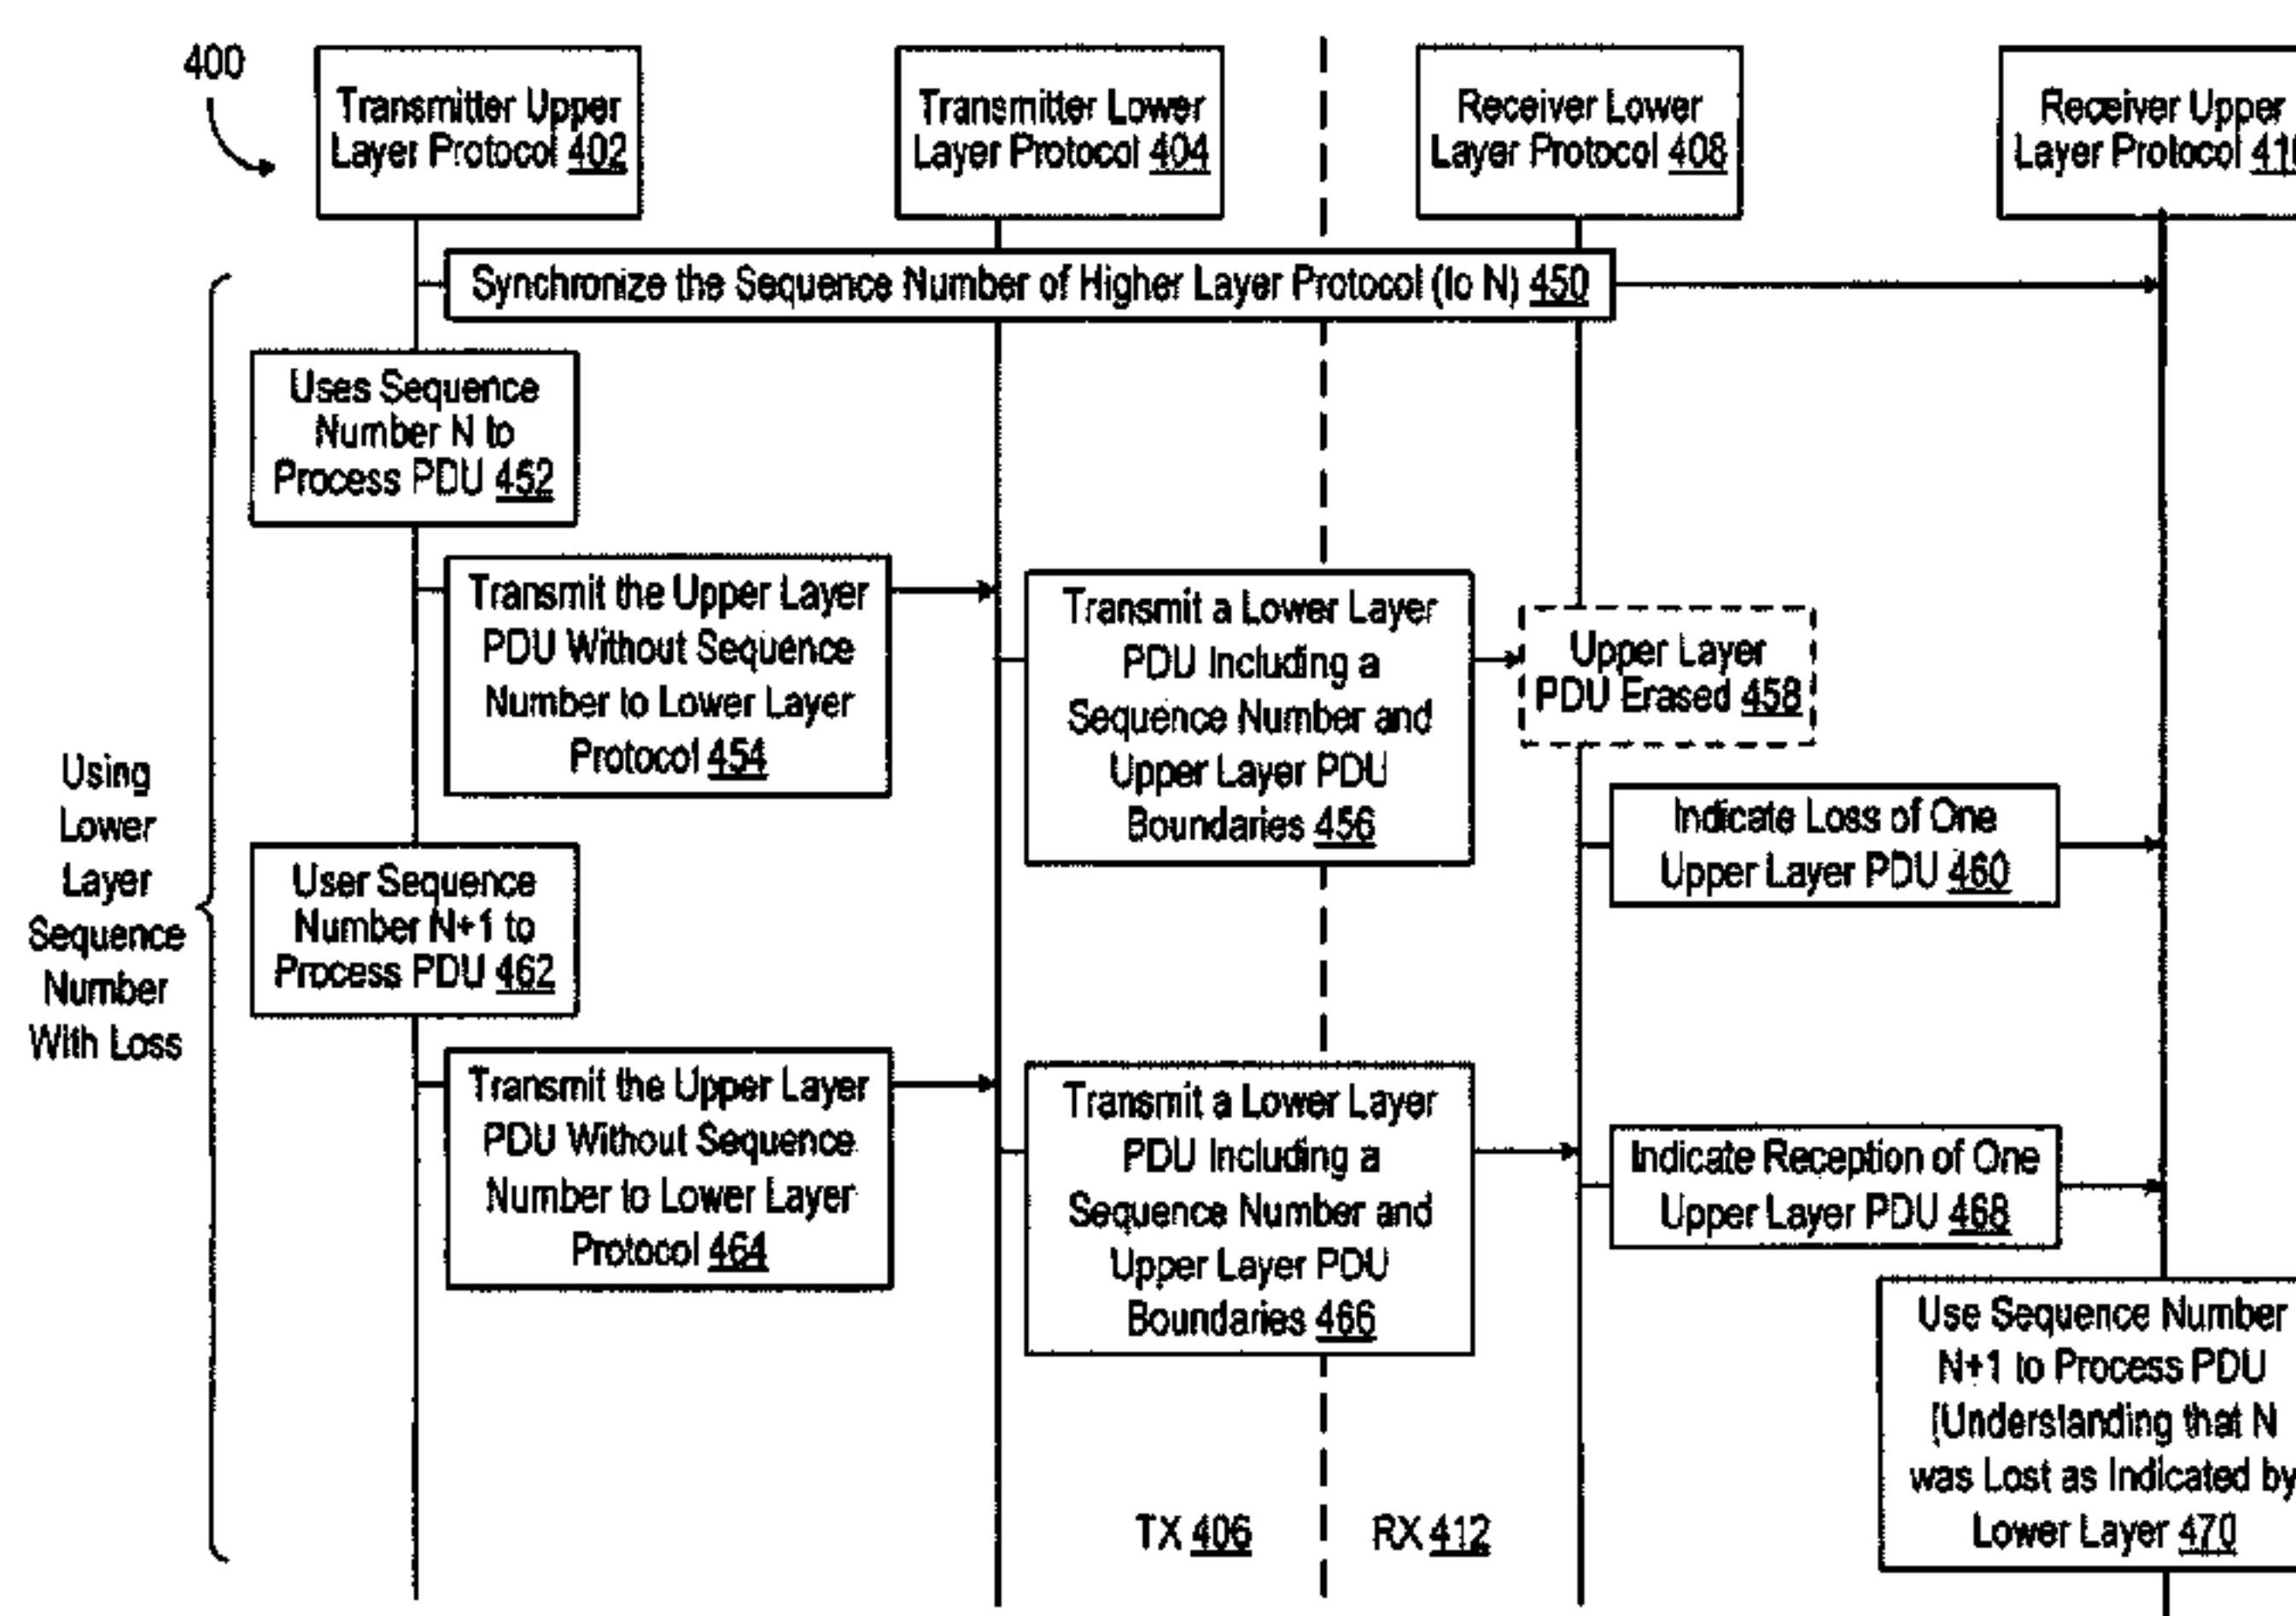 400
Transmitter Upper
Layer Protocol 402
Transmitter Lower
Layer Protocol 404
Receiver Lower
Layer Protocol 408
Receiver Upper
Layer Protocol
Synchronize the Sequence Number of Higher Layer Protocol (to N) 450
Uses Sequence
Number N to
Process PDU 452
Transmit the Upper Layer
PDU Without Sequence
Number to Lower Layer
Protocol 454
Transmit a Lower Layer
PDU Including a
Sequence Number and
Upper Layer PDU
Boundaries 456
Upper Layer
PDU Erased 458
Indicate Loss of One
Upper Layer PDU 460
Using
Lower
Layer
Sequence
Number
With Loss
User Sequence
Number N+1 to
Process PDU 462
Transmit the Upper Layer
PDU Without Sequence
Number to Lower Layer
Protocol 464
Transmit a Lower Layer
PDU Including a
Sequence Number and
Upper Layer PDU
Boundaries 466
Indicate Reception of One
Upper Layer PDU 468
Use Sequence Number
N+1 to Process PDU
(Understanding that N
was Lost as Indicated by
Lower Layer 470
TX 406
RX 412